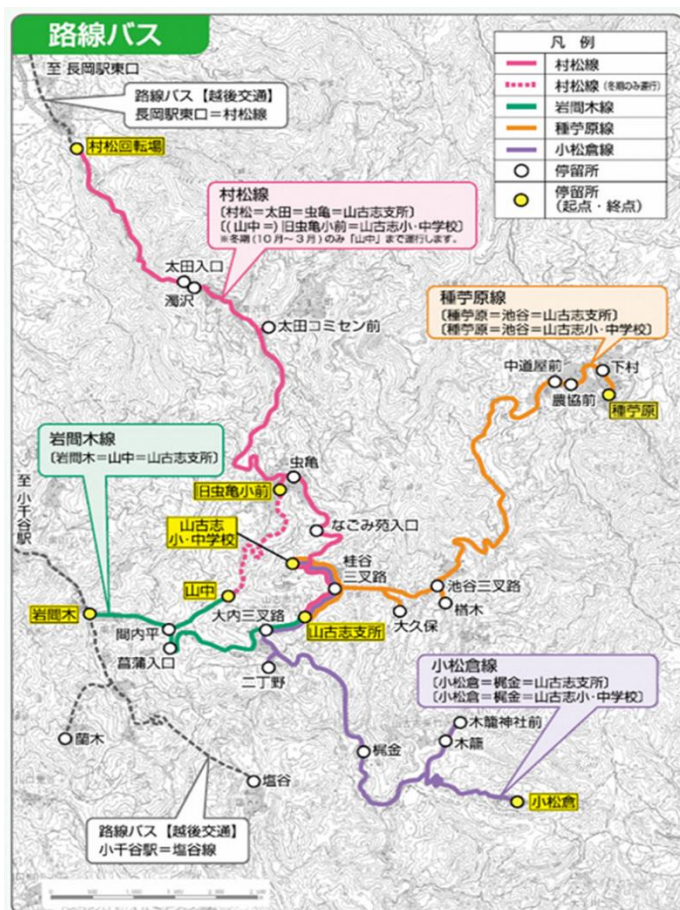 路線バス
至 長岡駅東口
路線バス【越後交通】
長岡駅東口=村松線
凡 例
村松線
村松線(冬期のみ運行)
岩間木線
種苧原線
小松倉線
停留所
停留所
(起点・終点)
村松回転場
村松線
〔村松=太田=虫亀=山古志支所〕
〔(山中=)旧虫亀小前=山古志小・中学校〕
※冬期(10月~3月)のみ「山中」まで運行します。
太田入口
濁沢
太田コミセン前
種苧原線
〔種苧原=池谷=山古志支所〕
〔種苧原=池谷=山古志小・中学校〕
中道屋前
下村
農協前
種苧原
岩間木線
〔岩間木=山中=山古志支所〕
至 小千谷駅
虫亀
旧虫亀小前
なごみ苑入口
山古志
小・中学校
桂谷
三叉路
池谷三叉路
楢木
大久保
山中
大内三叉路
山古志支所
岩間木
間内平
菖蒲入口
二丁野
小松倉線
〔小松倉=梶金=山古志支所〕
〔小松倉=梶金=山古志小・中学校〕
木籠神社前
木籠
梶金
小松倉
蘭木
塩谷
路線バス【越後交通】
小千谷駅=塩谷線